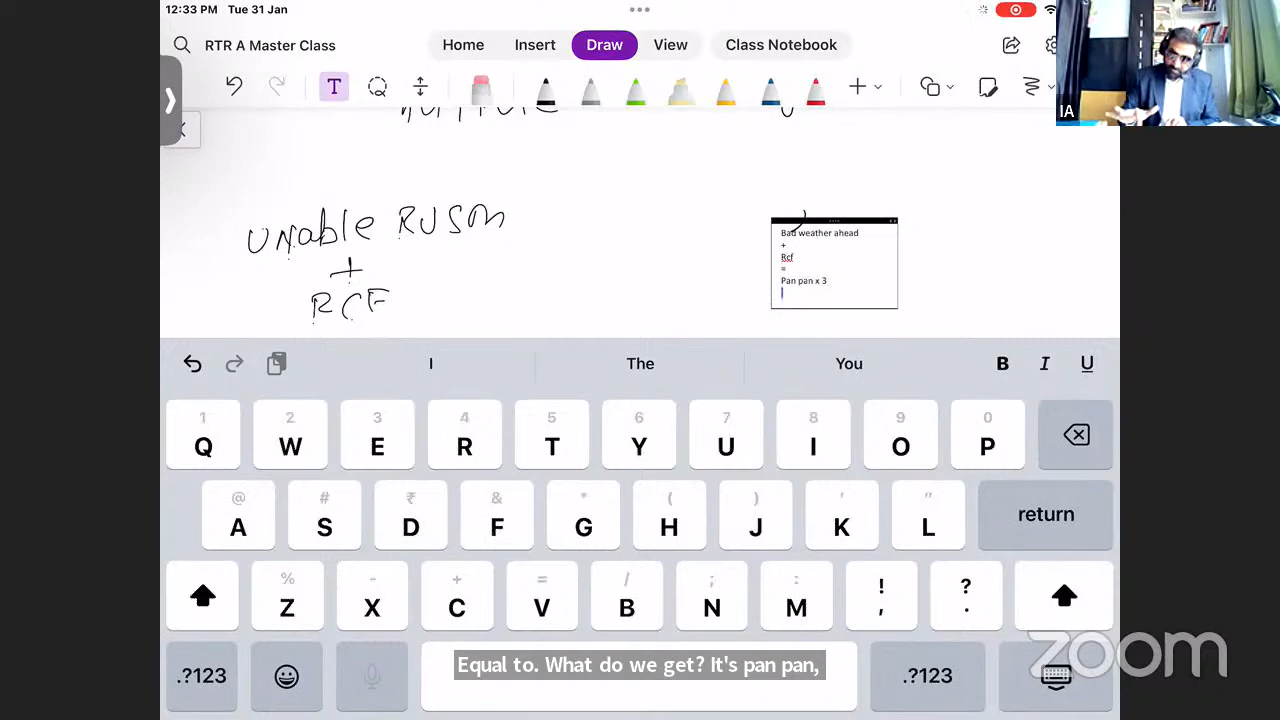 12:33 PM Tue 31 Jan
RTR A Master Class
Home Insert Draw View Class Notebook
T
IA
Unable RVSM
+
RCF
Bad weather ahead
+
Rcf
=
Pan pan x 3
I The You B I U
1 2 3 4 5 6 7 8 9 0
Q W E R T Y U I O P
@ # ₹ & * ( ) ' "
A S D F G H J K L return
% - + = / ; : ! ?
Z X C V B N M , .
zoom
.?123 .?123
Equal to. What do we get? It's pan pan,